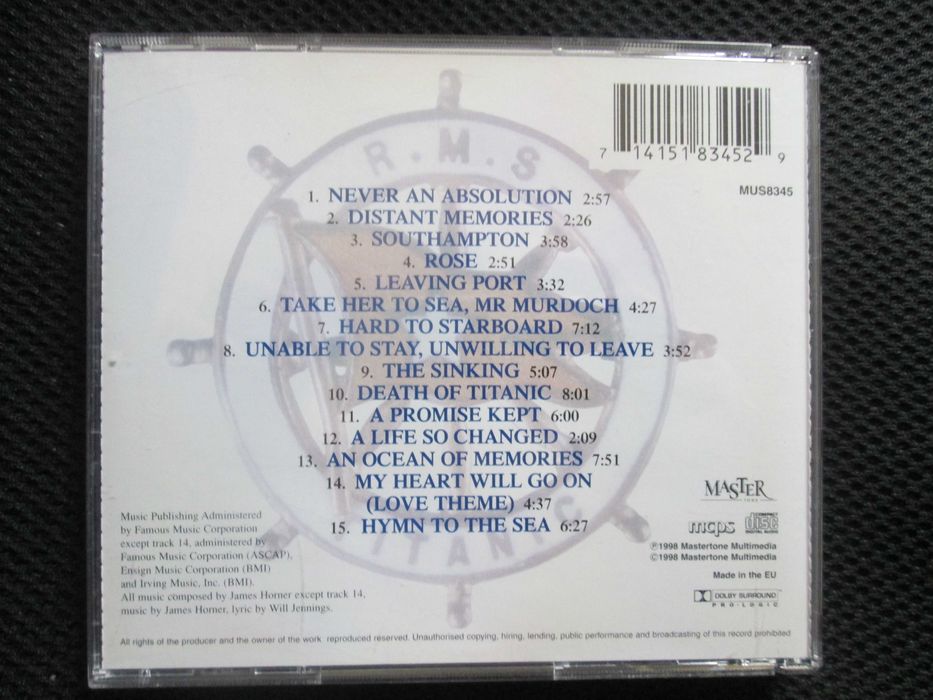 R.M.S
7 14151 83452 9
MUS8345
1. NEVER AN ABSOLUTION 2:57
2. DISTANT MEMORIES 2:26
3. SOUTHAMPTON 3:58
4. ROSE 2:51
5. LEAVING PORT 3:32
6. TAKE HER TO SEA, MR MURDOCH 4:27
7. HARD TO STARBOARD 7:12
8. UNABLE TO STAY, UNWILLING TO LEAVE 3:52
9. THE SINKING 5:07
10. DEATH OF TITANIC 8:01
11. A PROMISE KEPT 6:00
12. A LIFE SO CHANGED 2:09
13. AN OCEAN OF MEMORIES 7:51
14. MY HEART WILL GO ON
(LOVE THEME) 4:37
15. HYMN TO THE SEA 6:27
TITANIC
Music Publishing Administered
by Famous Music Corporation
except track 14, administered by
Famous Music Corporation (ASCAP),
Ensign Music Corporation (BMI)
and Irving Music, Inc. (BMI).
All music composed by James Horner except track 14,
music by James Horner, lyric by Will Jennings.
MASTER
TONE
mcps
COMPACT
disc
DIGITAL AUDIO
℗1998 Mastertone Multimedia
©1998 Mastertone Multimedia
Made in the EU
DOLBY SURROUND
PRO·LOGIC
All rights of the producer and the owner of the work reproduced reserved. Unauthorised copying, hiring, lending, public performance and broadcasting of this record prohibited